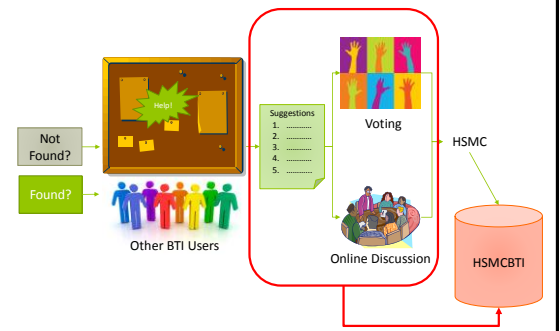 Not
Found?
Found?
Help!
Other BTI Users
Suggestions
1. ............
2. ............
3. ............
4. ............
5. ............
Voting
Online Discussion
HSMC
HSMCBTI